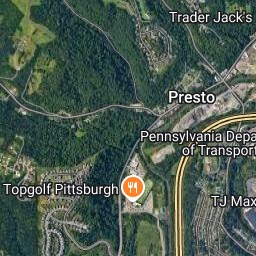 Trader Jack's
Presto
Pennsylvania Depa
of Transport
Topgolf Pittsburgh
TJ Max